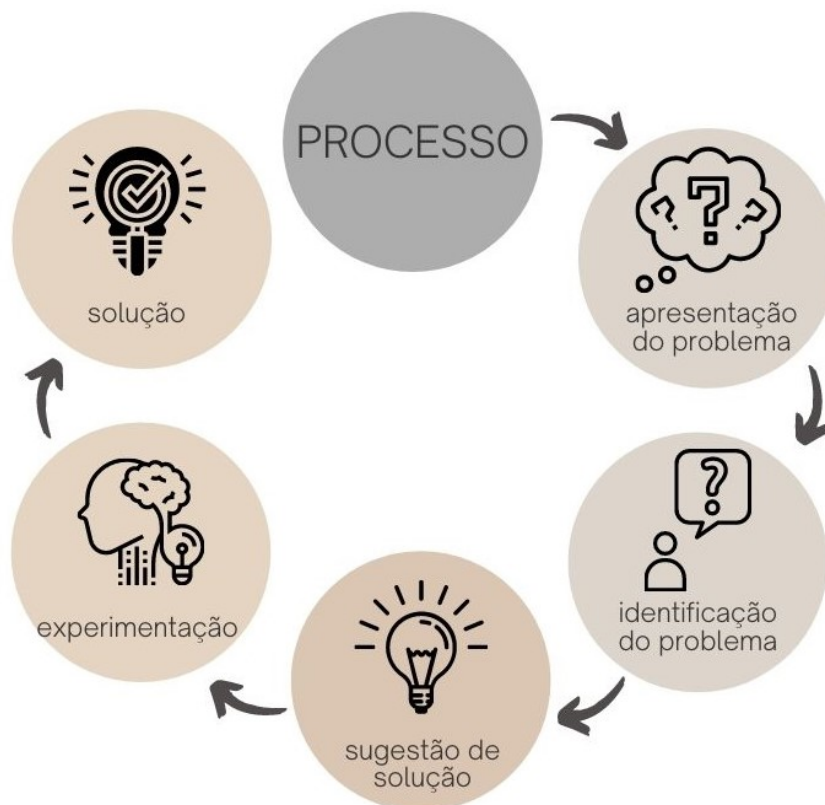 PROCESSO
apresentação
do problema
identificação
do problema
sugestão de
solução
experimentação
solução